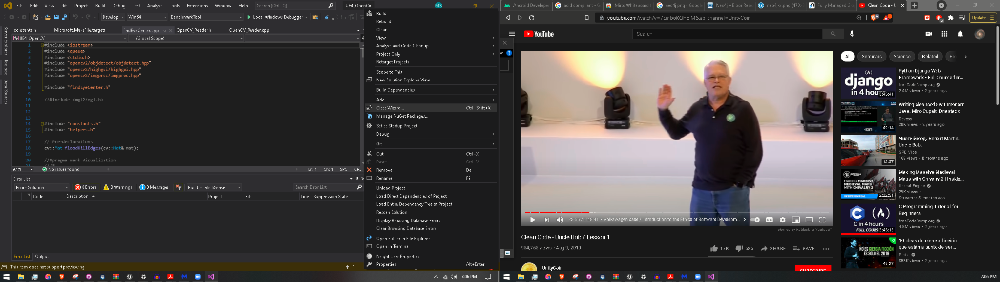 File Edit View Git Project Build Debug Test Analyze Tools Extensions Window Help Search (Ctrl+Q) UE4_OpenCV MS
Develop Win64 BenchmarkTool Local Windows Debugger
constants.h Microsoft.MakeFile.targets findEyeCenter.cpp OpenCV_Reader.h OpenCV_Reader.cpp
UE4_OpenCV (Global Scope)
Server Explorer
Toolbox
Data Sources
1 #include <iostream>
2 #include <queue>
3 #include <stdio.h>
4 #include "opencv2/objdetect/objdetect.hpp"
5 #include "opencv2/highgui/highgui.hpp"
6 #include "opencv2/imgproc/imgproc.hpp"
7
8 #include "findEyeCenter.h"
9
10 //#include <mgl2/mgl.h>
11
12
13
14 #include "constants.h"
15 #include "helpers.h"
16
17 // Pre-declarations
18 cv::Mat floodKillEdges(cv::Mat& mat);
19
20 //#pragma mark Visualization
21
97 % No issues found Ln: 1 Ch: 1 SPC CRLF
Error List
Entire Solution 0 Errors 0 Warnings 0 Messages Build + IntelliSense Search Error List
Code Description Project File Line Suppression State
Error List Output
This item does not support previewing 1
Build
Rebuild
Clean
View
Analyze and Code Cleanup
Project Only
Retarget Projects
Scope to This
New Solution Explorer View
Build Dependencies
Add
Class Wizard... Ctrl+Shift+X
Manage NuGet Packages...
Set as Startup Project
Debug
Git
Cut Ctrl+X
Paste Ctrl+V
Remove Del
Rename F2
Unload Project
Load Direct Dependencies of Project
Load Entire Dependency Tree of Project
Rescan Solution
Display Browsing Database Errors
Clear Browsing Database Errors
Open Folder in File Explorer
Open in Terminal
Nsight User Properties
Properties Alt+Enter
7:06 PM
Android Develope acid compliant - G Miro: Whiteboard neo4j png - Google Neo4j – Bloor Rese neo4j-x.png (470× Fully Managed Gra Clean Code - U
youtube.com/watch?v=7EmboKQH8lM&ab_channel=UnityCoin Update
YouTube Search
22:56 / 1:48:41 • Volkswagen case / Introduction to the Ethics of Software Developm...
cleaned by Adblock for Youtube™
Clean Code - Uncle Bob / Lesson 1
934,753 views • Aug 9, 2019 17K 686 SHARE SAVE
UnityCoin
SUBSCRIBE
All Seminars Science Related Fr
django
in 4 hours
3:45:41
Python Django Web
Framework - Full Course for...
freeCodeCamp.org
2.4M views • 2 years ago
49:14
Writing cleancode withmodern
Java. Miro Cupak, Dnastack
Devoxx
28K views • 2 years ago
13:57
Чистый код. Robert Martin.
Uncle Bob.
SPB Vice
109 views • 8 months ago
MAKING MASSIVE
MEDIEVAL MAPS
WITH CHIVALRY 2
INSIDE UNREAL
2:22:51
Making Massive Medieval
Maps with Chivalry 2 | Inside...
Unreal Engine
29K views •
Streamed 3 months ago
C in 4 hours
FULL COURS
3:46:13
C Programming Tutorial for
Beginners
freeCodeCamp.org
4.5M views • 2 years ago
NO ES CIENCIA FICCIÓN
ES SOLO EL 2019
49:37
10 ideas de ciencia ficción
que están a punto de ser...
Platzi
858K views • 2 years ago
7:06 PM